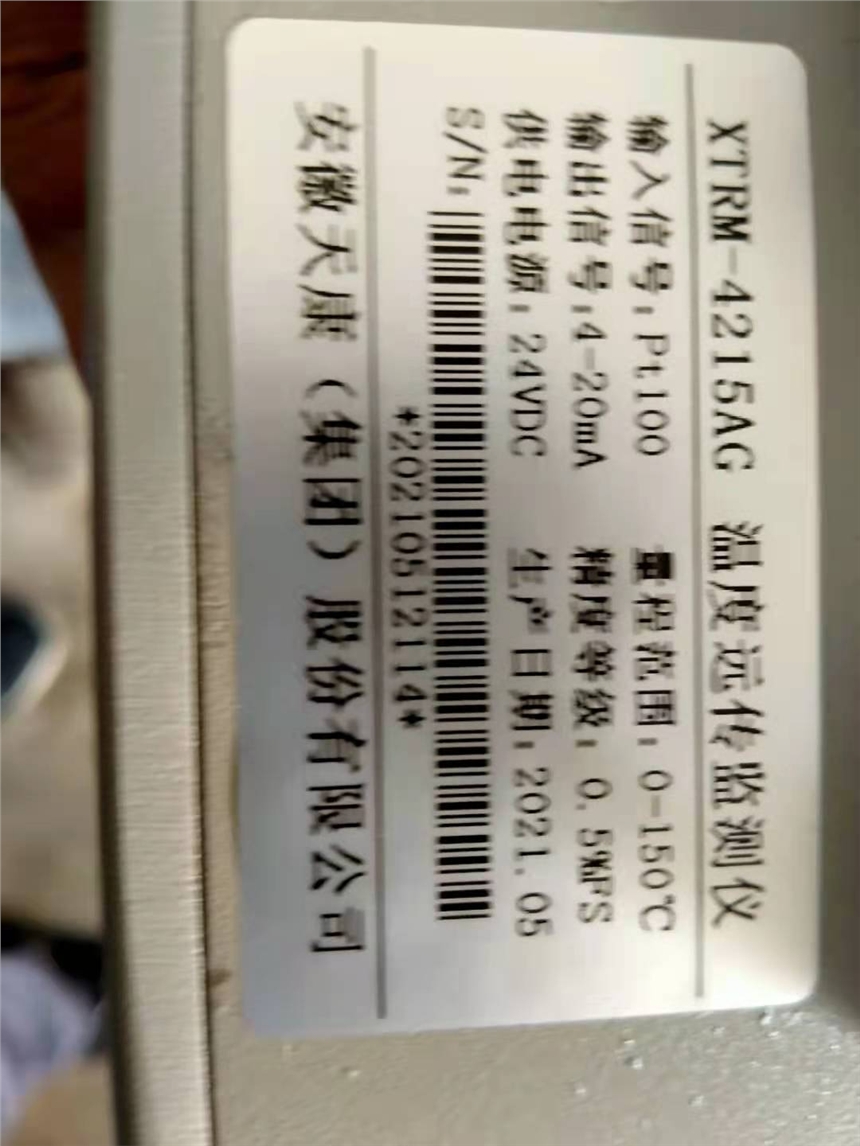 XTRM-4215AG 温度远传监测仪
输入信号：Pt100 量程范围：0-150℃
输出信号：4-20mA 精度等级：0.5%FS
供电电源：24VDC 生产日期：2021.05
S/N：
*20210512114*
安徽天康（集团）股份有限公司